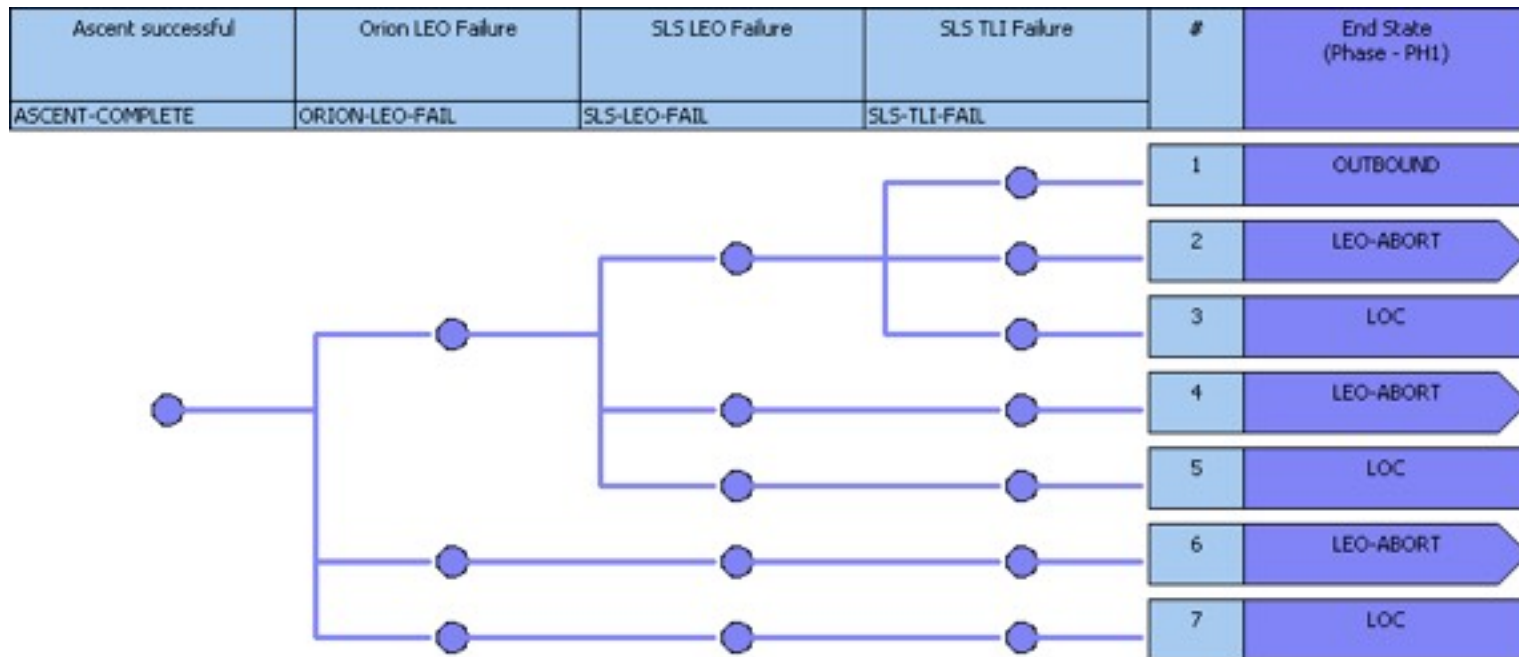 Ascent successful
Orion LEO Failure
SLS LEO Failure
SLS TLI Failure
#
End State
(Phase - PH1)
ASCENT-COMPLETE
ORION-LEO-FAIL
SLS-LEO-FAIL
SLS-TLI-FAIL
1
OUTBOUND
2
LEO-ABORT
3
LOC
4
LEO-ABORT
5
LOC
6
LEO-ABORT
7
LOC